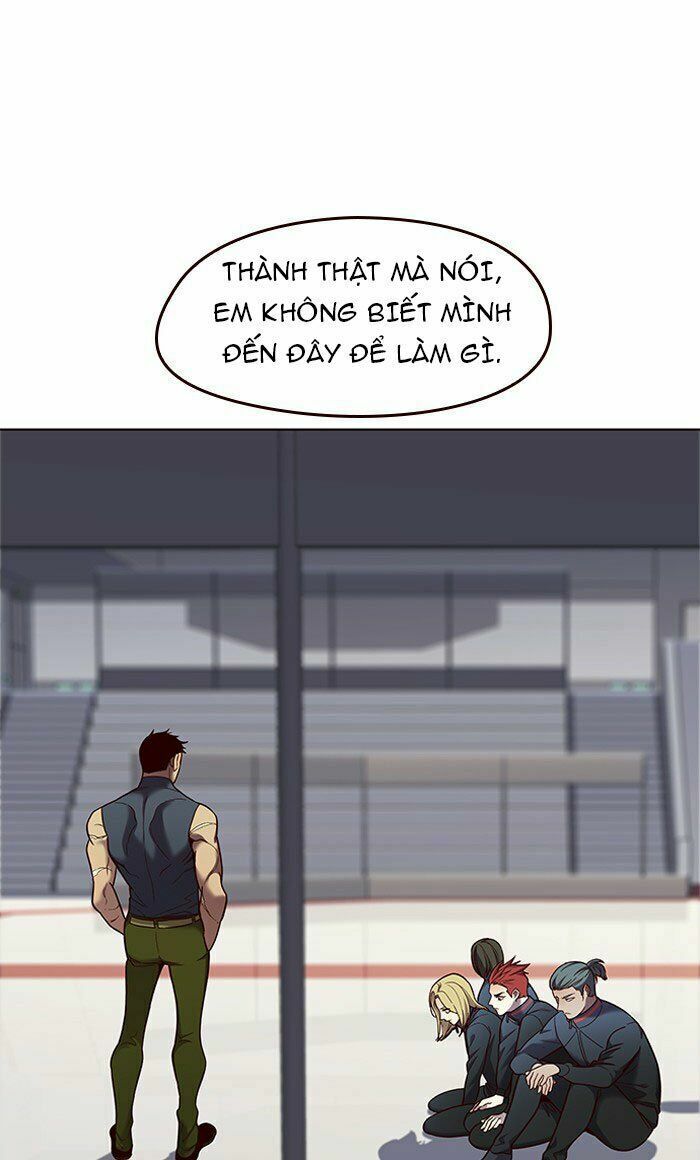 THÀNH THẬT MÀ NÓI,
EM KHÔNG BIẾT MÌNH
ĐẾN ĐÂY ĐỂ LÀM GÌ.